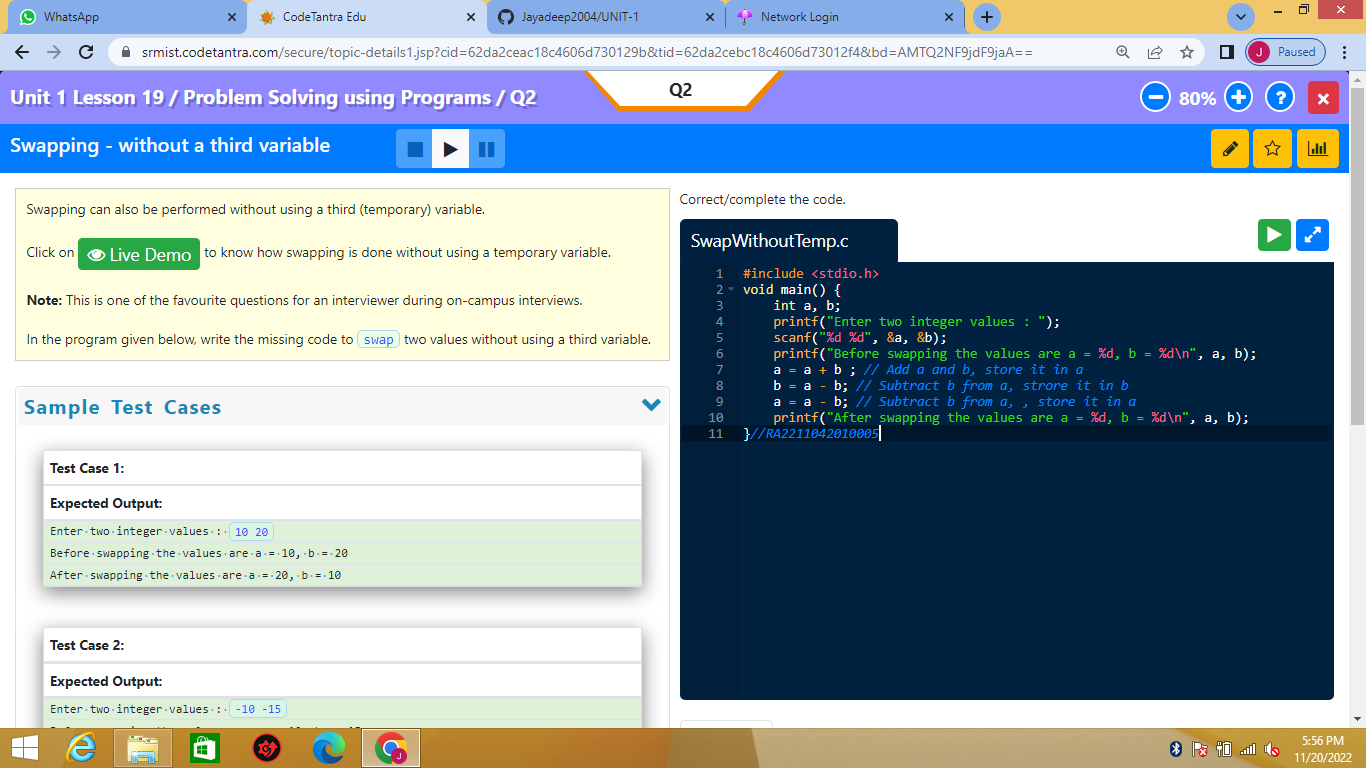 WhatsApp
CodeTantra Edu
Jayadeep2004/UNIT-1
Network Login
srmist.codetantra.com/secure/topic-details1.jsp?cid=62da2ceac18c4606d730129b&tid=62da2cebc18c4606d73012f4&bd=AMTQ2NF9jdF9jaA==
J Paused
Unit 1 Lesson 19 / Problem Solving using Programs / Q2
Q2
80%
?
Swapping - without a third variable
Swapping can also be performed without using a third (temporary) variable.
Click on Live Demo to know how swapping is done without using a temporary variable.
Note: This is one of the favourite questions for an interviewer during on-campus interviews.
In the program given below, write the missing code to swap two values without using a third variable.
Sample Test Cases
Test Case 1:
Expected Output:
Enter·two·integer·values·:·10 20
Before·swapping·the·values·are·a·=·10,·b·=·20
After·swapping·the·values·are·a·=·20,·b·=·10
Test Case 2:
Expected Output:
Enter·two·integer·values·:·-10 -15
Correct/complete the code.
SwapWithoutTemp.c
1 #include <stdio.h>
2 void main() {
3 int a, b;
4 printf("Enter two integer values : ");
5 scanf("%d %d", &a, &b);
6 printf("Before swapping the values are a = %d, b = %d\n", a, b);
7 a = a + b ; // Add a and b, store it in a
8 b = a - b; // Subtract b from a, strore it in b
9 a = a - b; // Subtract b from a, , store it in a
10 printf("After swapping the values are a = %d, b = %d\n", a, b);
11 }//RA2211042010005
5:56 PM
11/20/2022